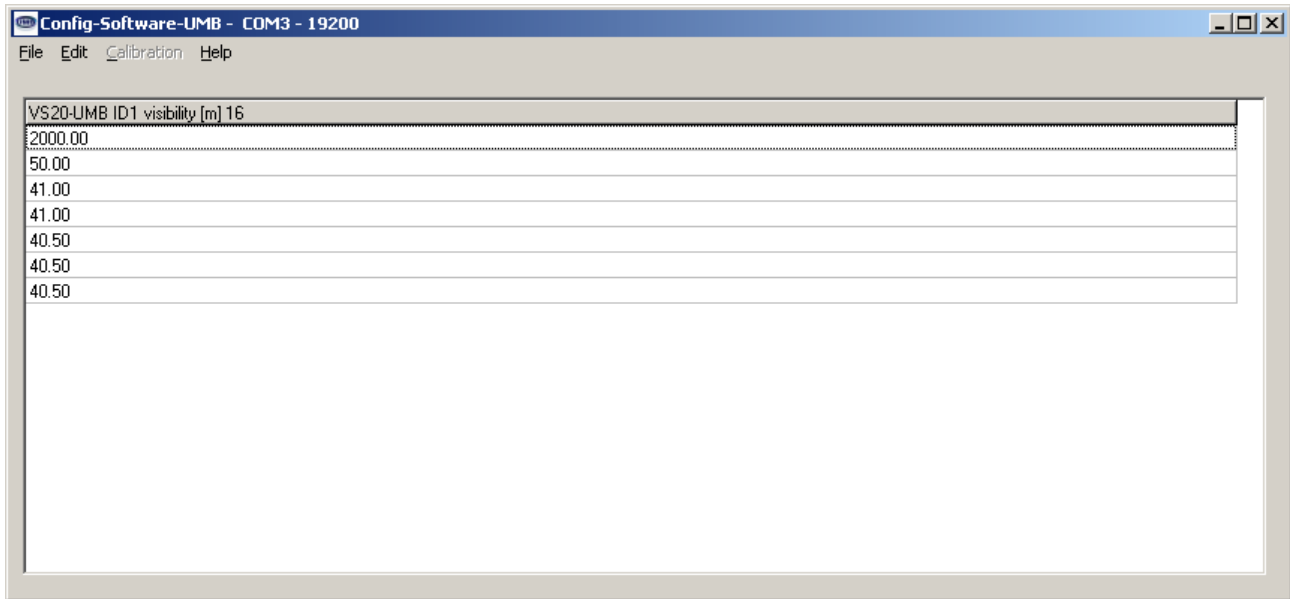 Config-Software-UMB - COM3 - 19200
File Edit Calibration Help
VS20-UMB ID1 visibility [m] 16
2000.00
50.00
41.00
41.00
40.50
40.50
40.50